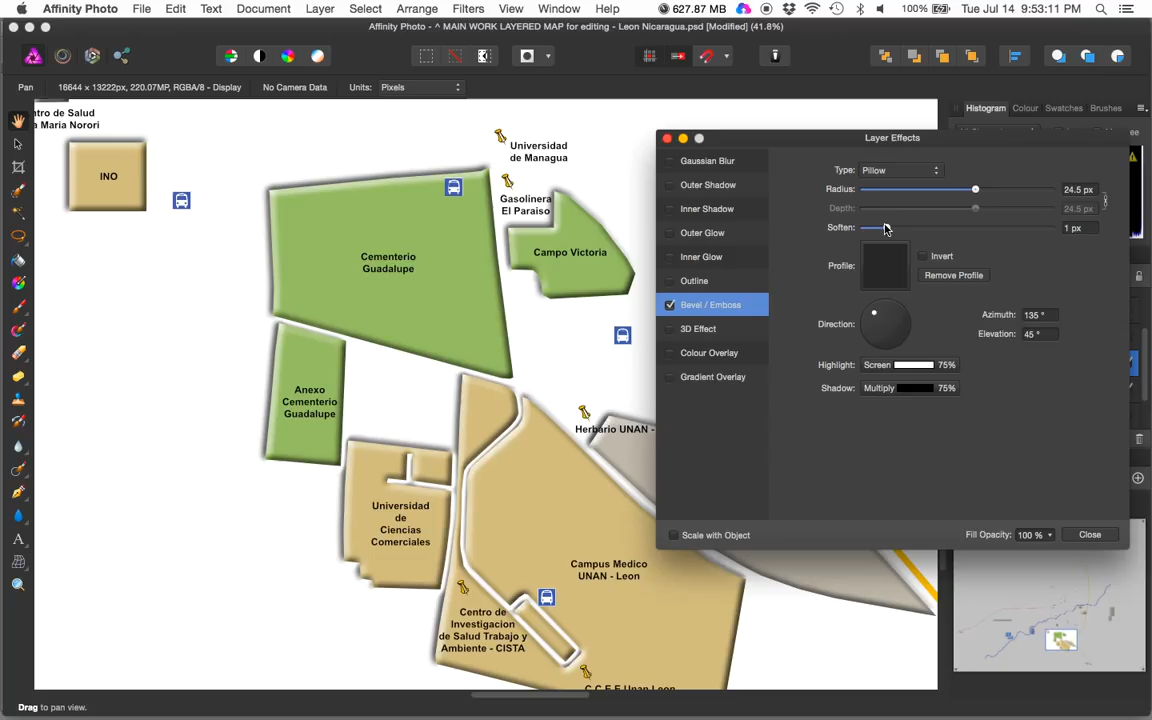 Affinity Photo File Edit Text Document Layer Select Arrange Filters View Window Help 627.87 MB 100% Tue Jul 14 9:53:11 PM
Affinity Photo - ^ MAIN WORK LAYERED MAP for editing - Leon Nicaragua.psd [Modified] (41.8%)
Pan 16644 x 13222px, 220.07MP, RGBA/8 - Display No Camera Data Units: Pixels
Histogram Colour Swatches Brushes
ntro de Salud
a Maria Norori
INO
Universidad
de Managua
Gasolinera
El Paraiso
Cementerio
Guadalupe
Campo Victoria
Anexo
Cementerio
Guadalupe
Herbario UNAN -
Universidad
de
Ciencias
Comerciales
Campus Medico
UNAN - Leon
Centro de
Investigacion
de Salud Trabajo y
Ambiente - CISTA
C.C.E.E Unan Leon
Layer Effects
Gaussian Blur
Outer Shadow
Inner Shadow
Outer Glow
Inner Glow
Outline
Bevel / Emboss
3D Effect
Colour Overlay
Gradient Overlay
Type: Pillow
Radius: 24.5 px
Depth: 24.5 px
Soften: 1 px
Profile: Invert
Remove Profile
Direction: Azimuth: 135 °
Elevation: 45 °
Highlight: Screen 75%
Shadow: Multiply 75%
Scale with Object Fill Opacity: 100 % Close
Drag to pan view.